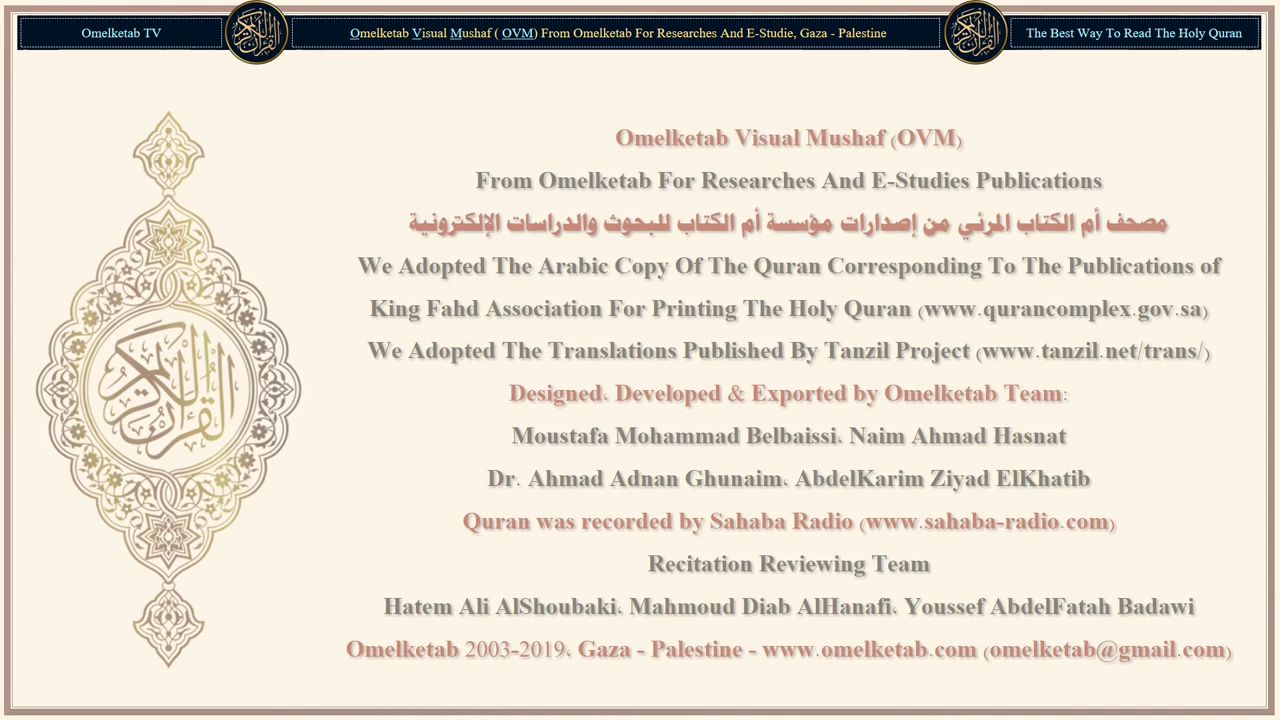 Omelketab TV
Omelketab Visual Mushaf ( OVM) From Omelketab For Researches And E-Studie, Gaza - Palestine
The Best Way To Read The Holy Quran
Omelketab Visual Mushaf (OVM)
From Omelketab For Researches And E-Studies Publications
مصحف أم الكتاب المرئي من إصدارات مؤسسة أم الكتاب للبحوث والدراسات الإلكترونية
We Adopted The Arabic Copy Of The Quran Corresponding To The Publications of
King Fahd Association For Printing The Holy Quran (www.qurancomplex.gov.sa)
We Adopted The Translations Published By Tanzil Project (www.tanzil.net/trans/)
Designed، Developed & Exported by Omelketab Team:
Moustafa Mohammad Belbaissi، Naim Ahmad Hasnat
Dr. Ahmad Adnan Ghunaim، AbdelKarim Ziyad ElKhatib
Quran was recorded by Sahaba Radio (www.sahaba-radio.com)
Recitation Reviewing Team
Hatem Ali AlShoubaki، Mahmoud Diab AlHanafi، Youssef AbdelFatah Badawi
Omelketab 2003-2019، Gaza - Palestine - www.omelketab.com (omelketab@gmail.com)
القرآن الكريم